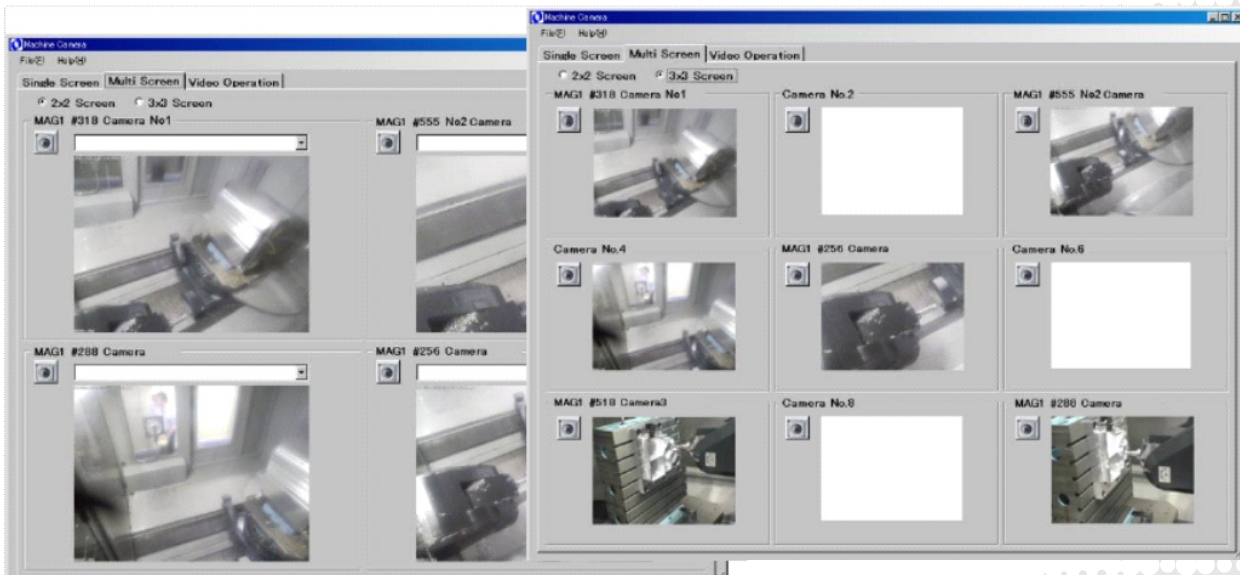 Machine Camera
File(F) Help(H)
Single Screen Multi Screen Video Operation
2x2 Screen 3x3 Screen
MAG1 #318 Camera No1
MAG1 #555 No2 Camera
MAG1 #288 Camera
MAG1 #256 Camera
Machine Camera
File(F) Help(H)
Single Screen Multi Screen Video Operation
2x2 Screen 3x3 Screen
MAG1 #318 Camera No1
Camera No.2
MAG1 #555 No2 Camera
Camera No.4
MAG1 #256 Camera
Camera No.6
MAG1 #518 Camera3
Camera No.8
MAG1 #288 Camera